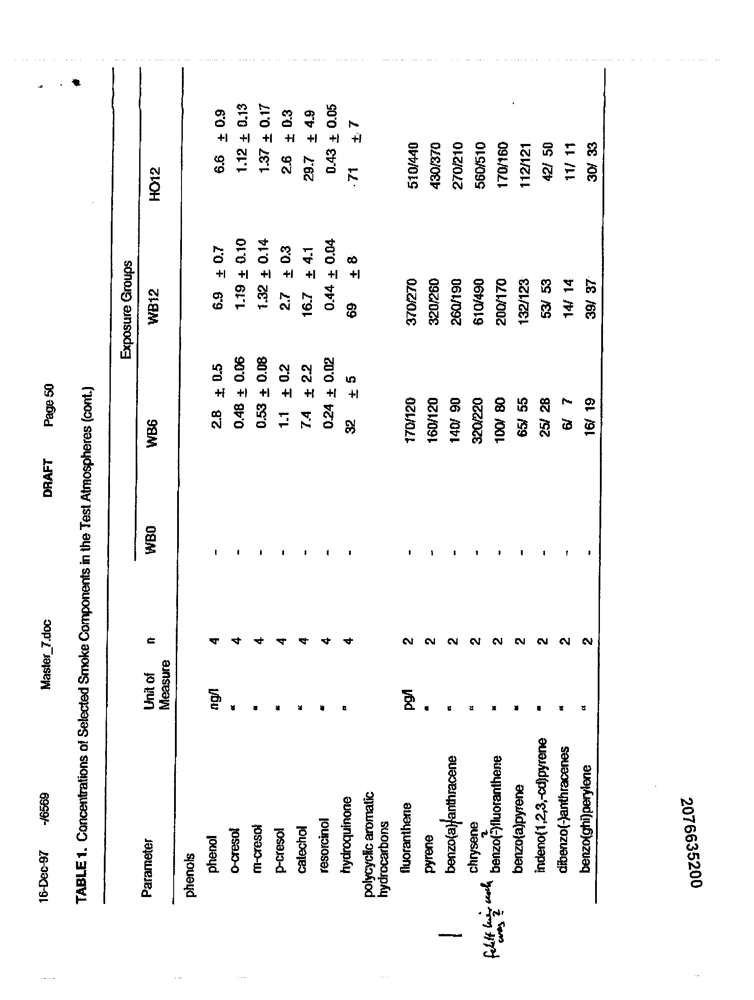 16-Dec-97 -/6569 Master_7.doc DRAFT Page 50
TABLE 1. Concentrations of Selected Smoke Components in the Test Atmospheres (cont.)
Exposure Groups
Parameter Unit of Measure n WB0 WB6 WB12 HO12
phenols
phenol ng/l 4 - 2.8 ± 0.5 6.9 ± 0.7 6.6 ± 0.9
o-cresol " 4 - 0.48 ± 0.06 1.19 ± 0.10 1.12 ± 0.13
m-cresol " 4 - 0.53 ± 0.08 1.32 ± 0.14 1.37 ± 0.17
p-cresol " 4 - 1.1 ± 0.2 2.7 ± 0.3 2.6 ± 0.3
catechol " 4 - 7.4 ± 2.2 16.7 ± 4.1 29.7 ± 4.9
resorcinol " 4 - 0.24 ± 0.02 0.44 ± 0.04 0.43 ± 0.05
hydroquinone " 4 - 32 ± 5 69 ± 8 71 ± 7
polycyclic aromatic
hydrocarbons
fluoranthene pg/l 2 - 170/120 370/270 510/440
pyrene " 2 - 160/120 320/260 430/370
benzo(a)-anthracene " 2 - 140/ 90 260/190 270/210
chrysene " 2 - 320/220 610/490 560/510
benzo(-)fluoranthene " 2 - 100/ 80 200/170 170/160
benzo(a)pyrene " 2 - 65/ 55 132/123 112/121
indeno(1,2,3,-cd)pyrene " 2 - 25/ 28 53/ 53 42/ 50
dibenzo(-)anthracenes " 2 - 6/ 7 14/ 14 11/ 11
benzo(ghi)perylene " 2 - 16/ 19 39/ 37 30/ 33
2076635200